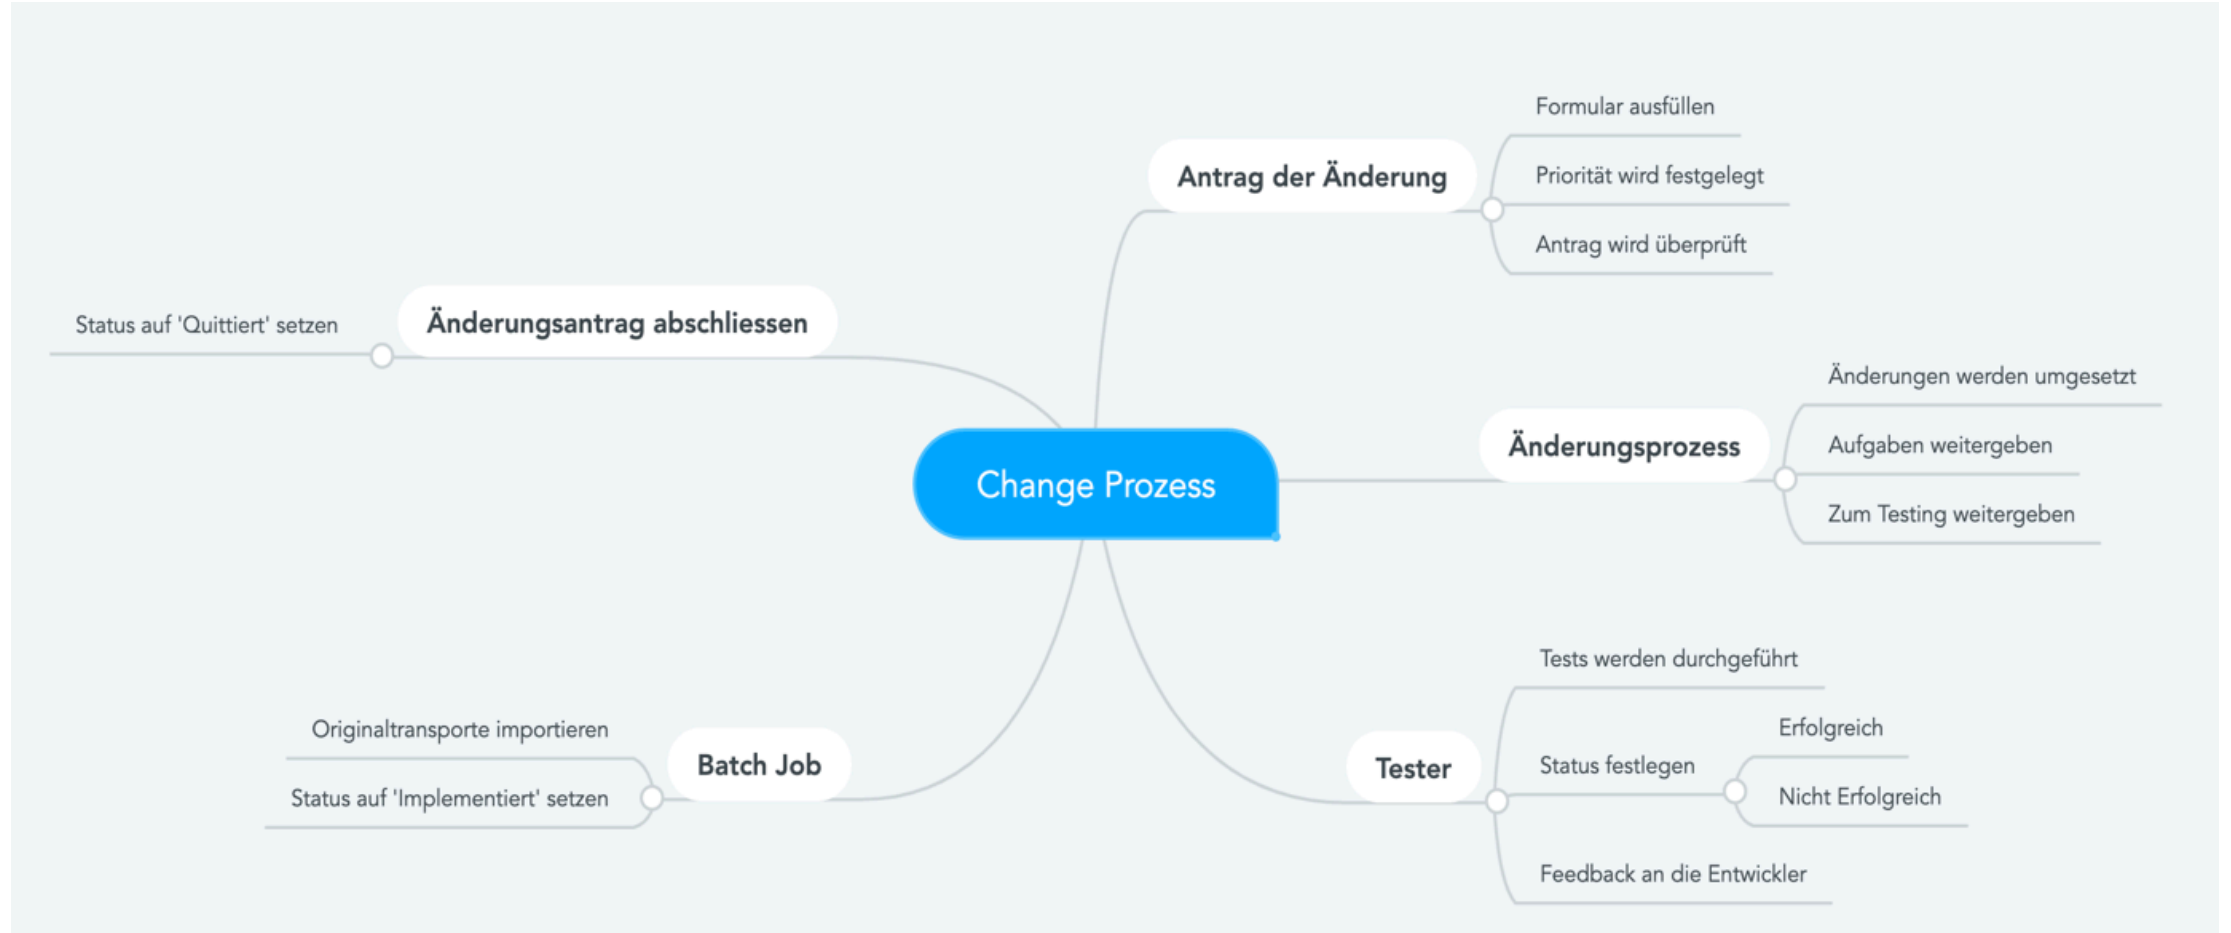 Change Prozess
Antrag der Änderung
Formular ausfüllen
Priorität wird festgelegt
Antrag wird überprüft
Änderungsprozess
Änderungen werden umgesetzt
Aufgaben weitergeben
Zum Testing weitergeben
Tester
Tests werden durchgeführt
Status festlegen
Erfolgreich
Nicht Erfolgreich
Feedback an die Entwickler
Batch Job
Originaltransporte importieren
Status auf 'Implementiert' setzen
Änderungsantrag abschliessen
Status auf 'Quittiert' setzen